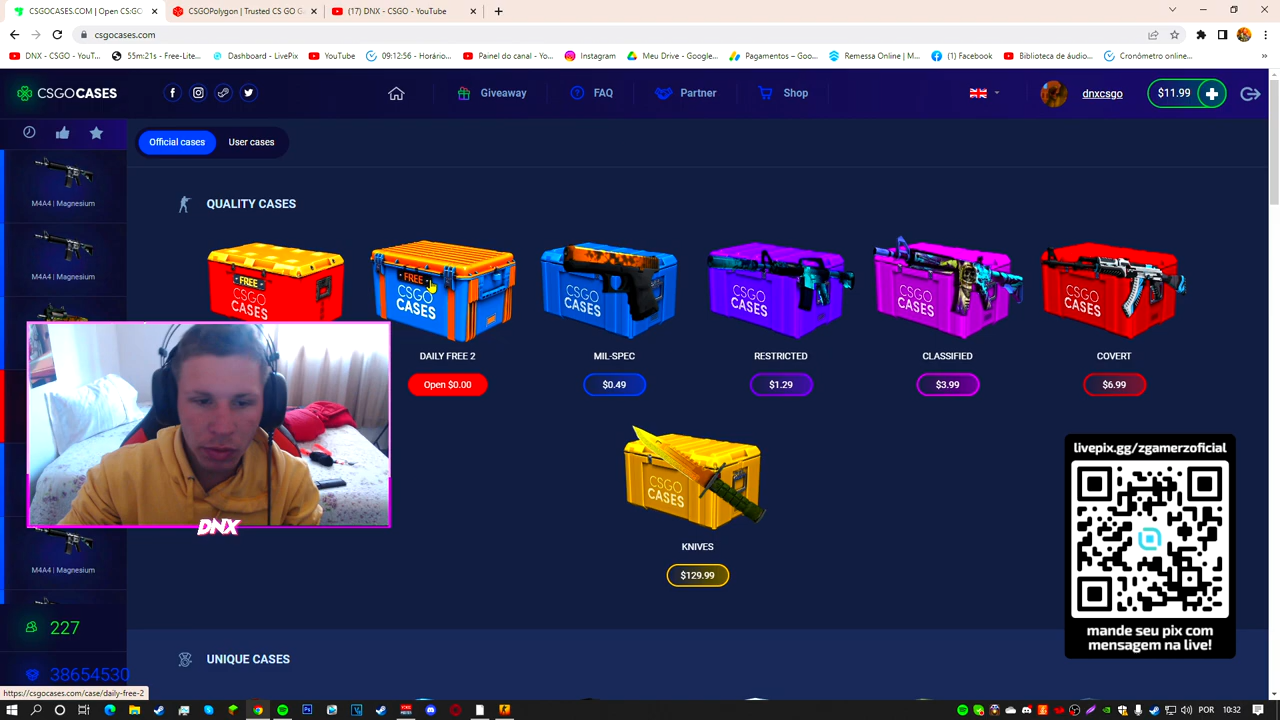 CSGOCASES.COM | Open CS:GO
CSGOPolygon | Trusted CS GO G
(17) DNX - CSGO - YouTube
csgocases.com
DNX - CSGO - YouT...
55m:21s - Free-Lite...
Dashboard - LivePix
YouTube
09:12:56 - Horário...
Painel do canal - Yo...
Instagram
Meu Drive - Google...
Pagamentos – Goo...
Remessa Online | M...
(1) Facebook
Biblioteca de áudio...
Cronómetro online...
CSGOCASES
Giveaway
FAQ
Partner
Shop
dnxcsgo
$11.99
Official cases
User cases
M4A4 | Magnesium
M4A4 | Magnesium
M4A4 | Magnesium
227
38654530
QUALITY CASES
FREE
FREE
CSGO
CASES
CSGO
CASES
CSGO
CASES
CSGO
CASES
CSGO
CASES
DAILY FREE 2
MIL-SPEC
RESTRICTED
CLASSIFIED
COVERT
Open $0.00
$0.49
$1.29
$3.99
$6.99
CSGO
CASES
KNIVES
$129.99
DNX
livepix.gg/zgamerzoficial
mande seu pix com
mensagem na live!
UNIQUE CASES
https://csgocases.com/case/daily-free-2
POR
10:32